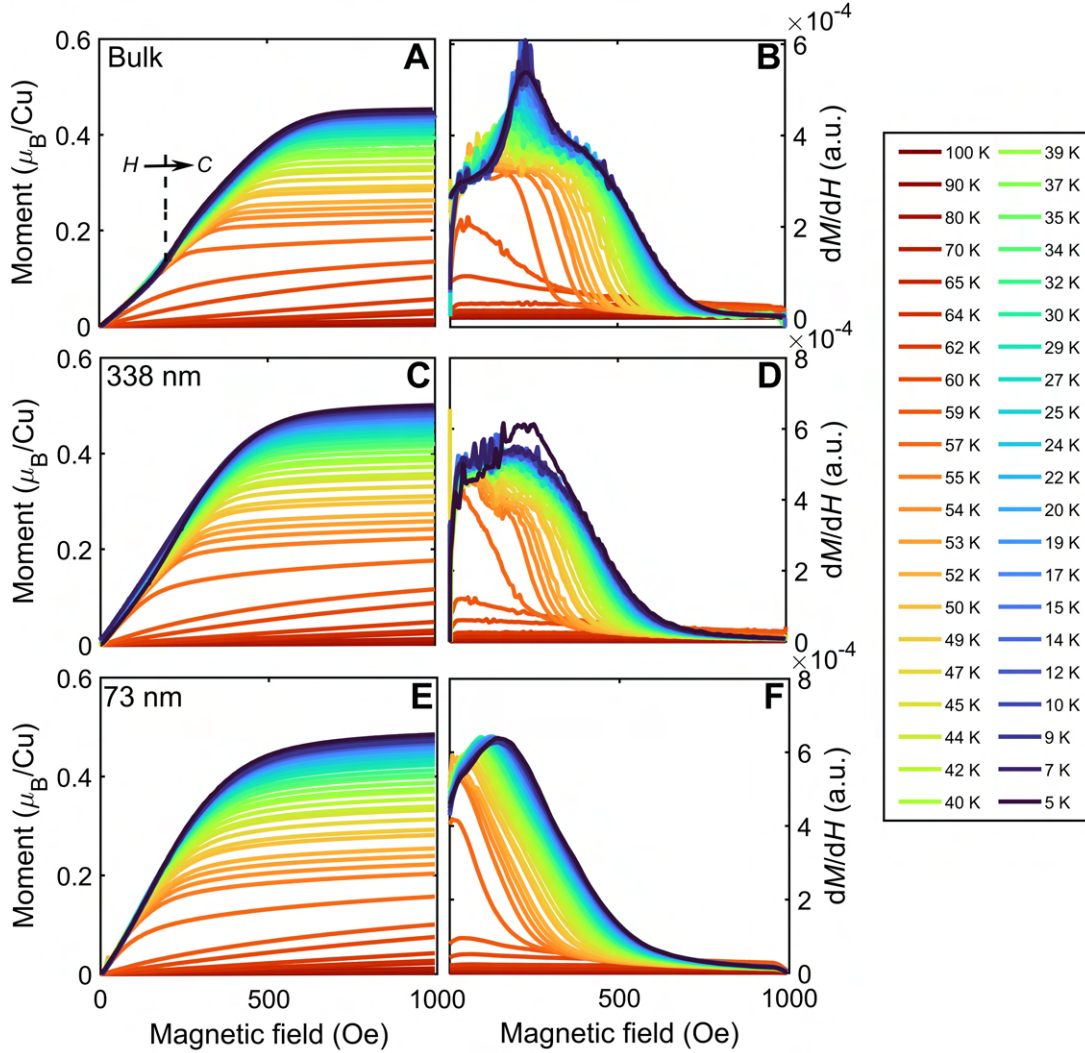 ×10⁻⁴
0.6
Bulk
A
B
6
Moment (μB/Cu)
0.4
H
C
4
dM/dH (a.u.)
0.2
2
0
0
×10⁻⁴
0.6
338 nm
C
D
8
Moment (μB/Cu)
0.4
6
dM/dH (a.u.)
4
0.2
2
0
0
×10⁻⁴
0.6
73 nm
E
F
8
Moment (μB/Cu)
0.4
6
dM/dH (a.u.)
4
0.2
2
0
0
0
500
1000
500
1000
Magnetic field (Oe)
Magnetic field (Oe)
100 K
90 K
80 K
70 K
65 K
64 K
62 K
60 K
59 K
57 K
55 K
54 K
53 K
52 K
50 K
49 K
47 K
45 K
44 K
42 K
40 K
39 K
37 K
35 K
34 K
32 K
30 K
29 K
27 K
25 K
24 K
22 K
20 K
19 K
17 K
15 K
14 K
12 K
10 K
9 K
7 K
5 K